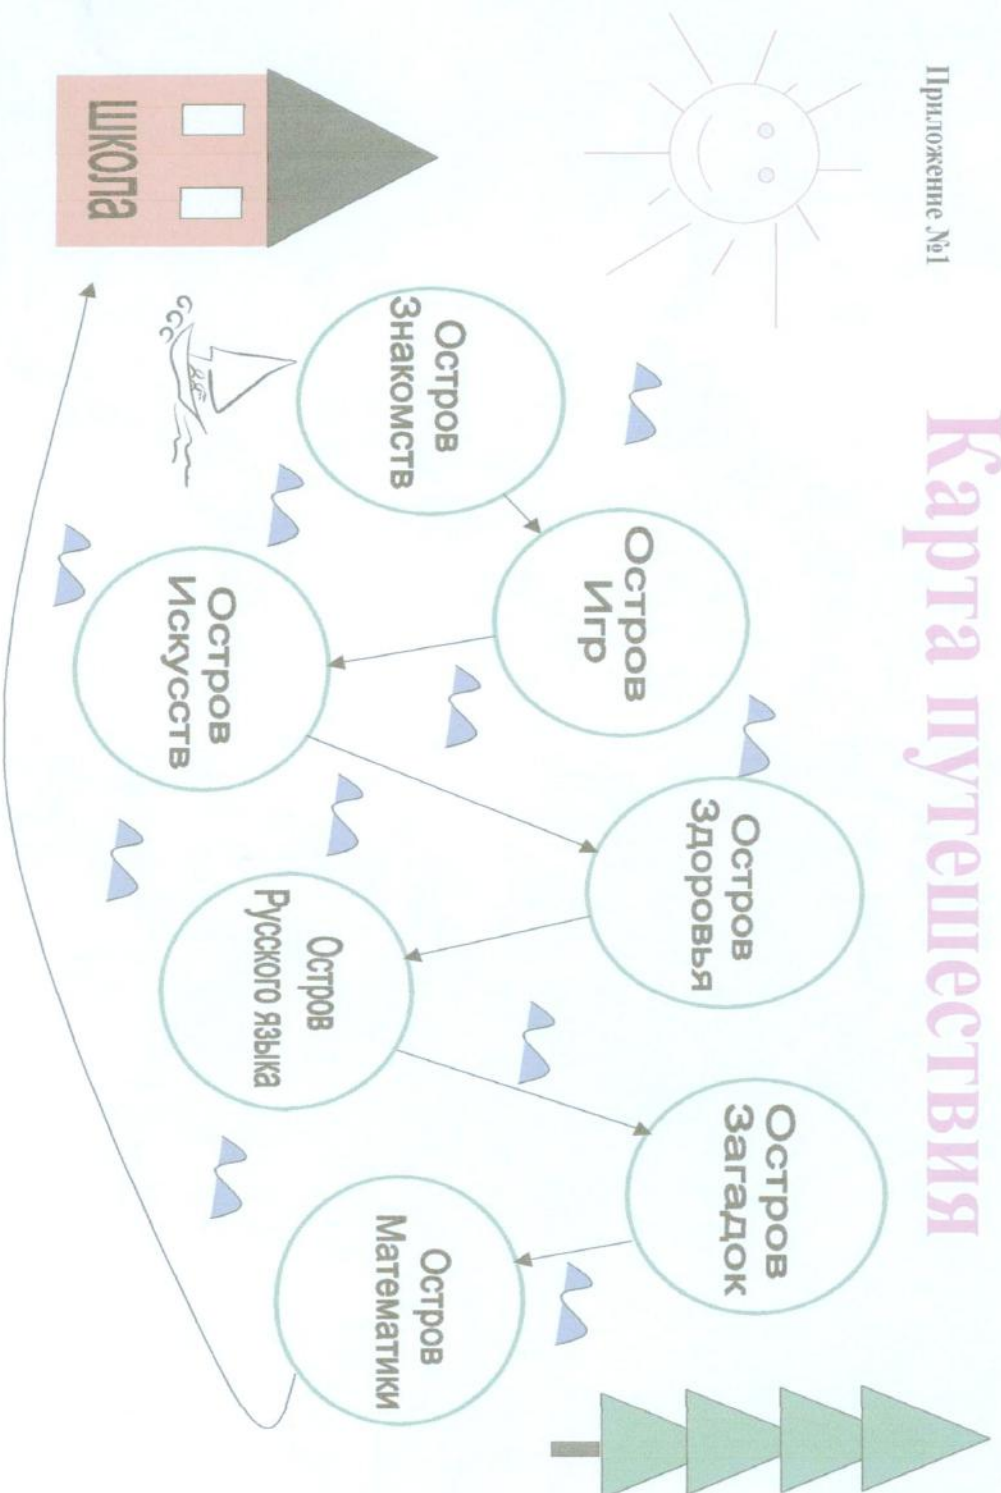 Приложение №1
Карта путешествия
школа
Остров
Знакомств
Остров
Игр
Остров
Искусств
Остров
Здоровья
Остров
Русского языка
Остров
Загадок
Остров
Математики